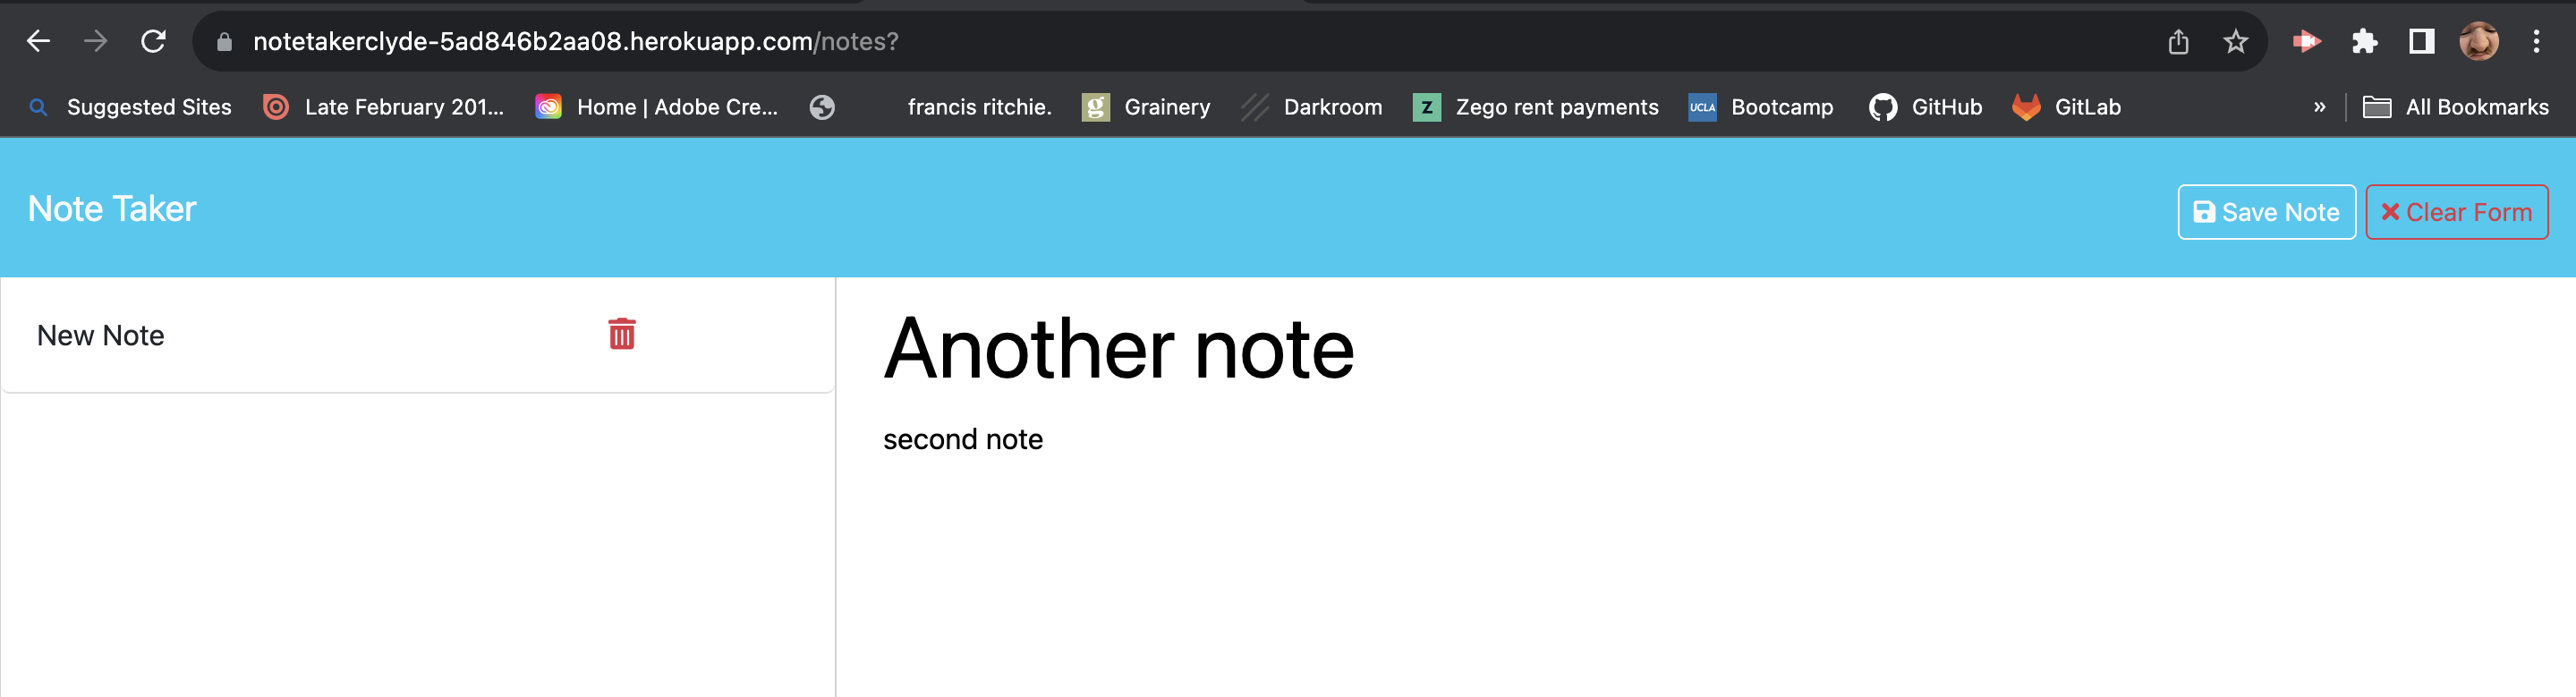 notetakerclyde-5ad846b2aa08.herokuapp.com/notes?
Suggested Sites Late February 201... Home | Adobe Cre... francis ritchie. g Grainery Darkroom Z Zego rent payments UCLA Bootcamp GitHub GitLab » All Bookmarks
Note Taker Save Note Clear Form
New Note
Another note
second note